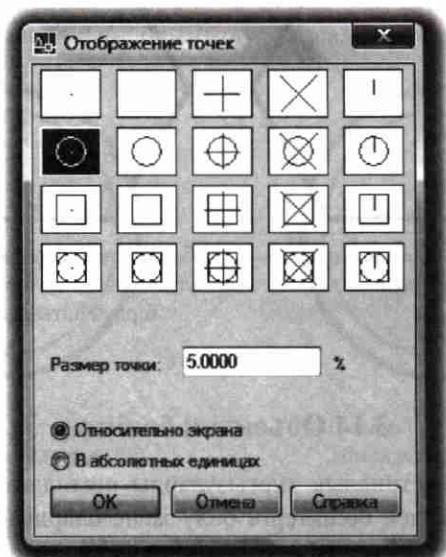 Отображение точек
Размер точки: 5.0000 %
Относительно экрана
В абсолютных единицах
OK Отмена Справка